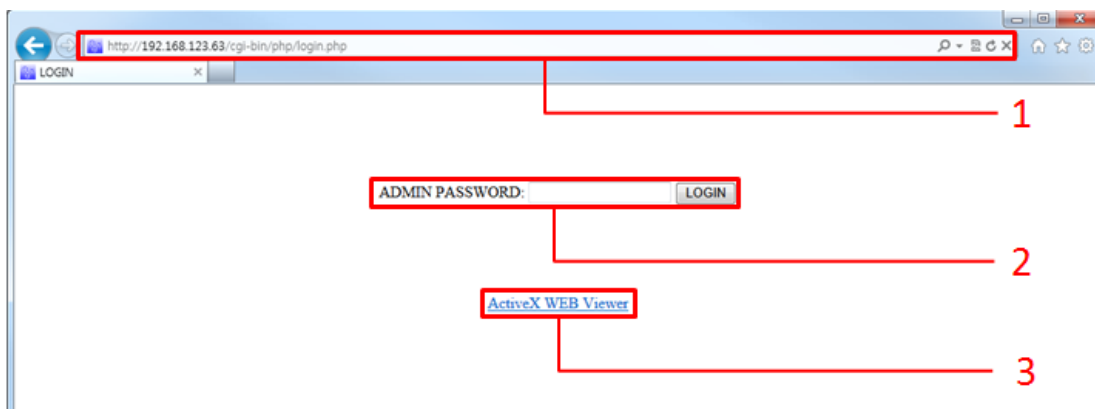 http://192.168.123.63/cgi-bin/php/login.php
LOGIN
1
ADMIN PASSWORD: LOGIN
2
ActiveX WEB Viewer
3